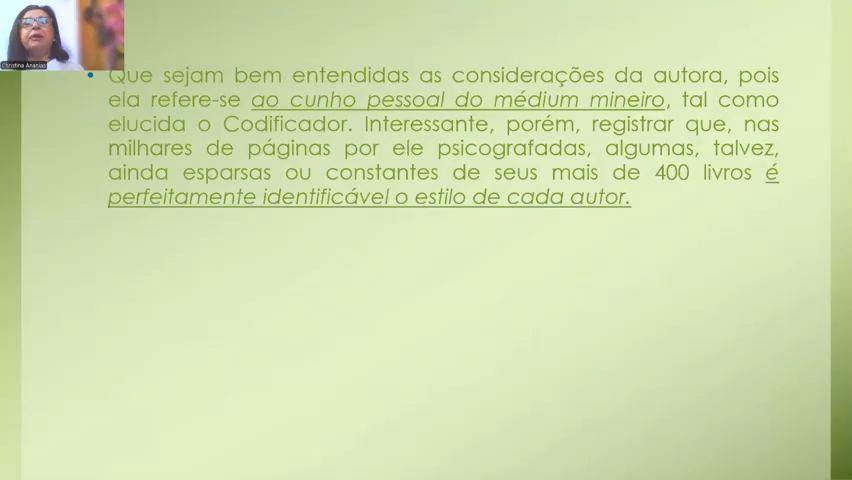 Christina Ananias
• Que sejam bem entendidas as considerações da autora, pois
ela refere-se ao cunho pessoal do médium mineiro, tal como
elucida o Codificador. Interessante, porém, registrar que, nas
milhares de páginas por ele psicografadas, algumas, talvez,
ainda esparsas ou constantes de seus mais de 400 livros é
perfeitamente identificável o estilo de cada autor.